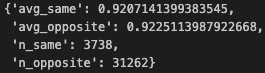 {'avg_same': 0.9207141399383545,
'avg_opposite': 0.9225113987922668,
'n_same': 3738,
'n_opposite': 31262}